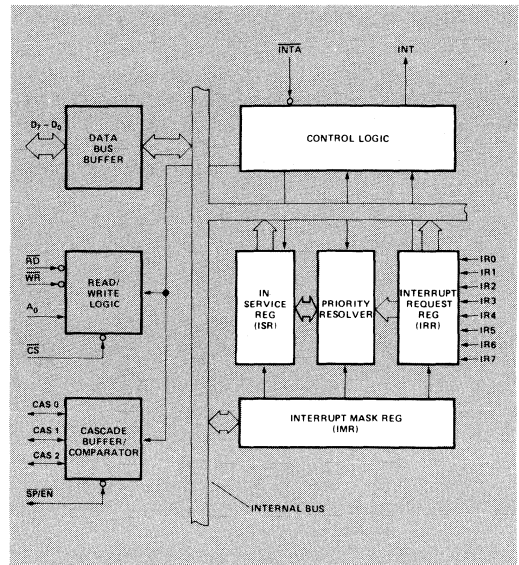 INTA
INT
D7 - D0
DATA
BUS
BUFFER
CONTROL LOGIC
RD
WR
A0
CS
READ/
WRITE
LOGIC
IN
SERVICE
REG
(ISR)
PRIORITY
RESOLVER
INTERRUPT
REQUEST
REG
(IRR)
IR0
IR1
IR2
IR3
IR4
IR5
IR6
IR7
CAS 0
CAS 1
CAS 2
SP/EN
CASCADE
BUFFER/
COMPARATOR
INTERRUPT MASK REG
(IMR)
INTERNAL BUS